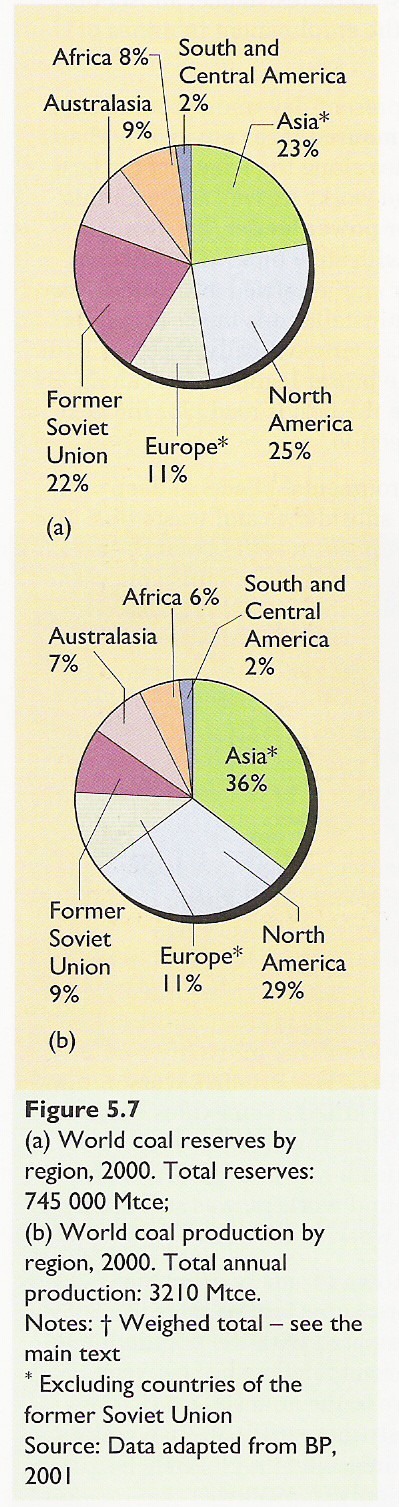 Africa 8%
South and
Central America
2%
Australasia
9%
Asia*
23%
Former
Soviet
Union
22%
Europe*
11%
North
America
25%
(a)
Africa 6%
South and
Central
America
2%
Australasia
7%
Asia*
36%
Former
Soviet
Union
9%
Europe*
11%
North
America
29%
(b)
Figure 5.7
(a) World coal reserves by
region, 2000. Total reserves:
745 000 Mtce;
(b) World coal production by
region, 2000. Total annual
production: 3210 Mtce.
Notes: † Weighed total – see the
main text
* Excluding countries of the
former Soviet Union
Source: Data adapted from BP,
2001